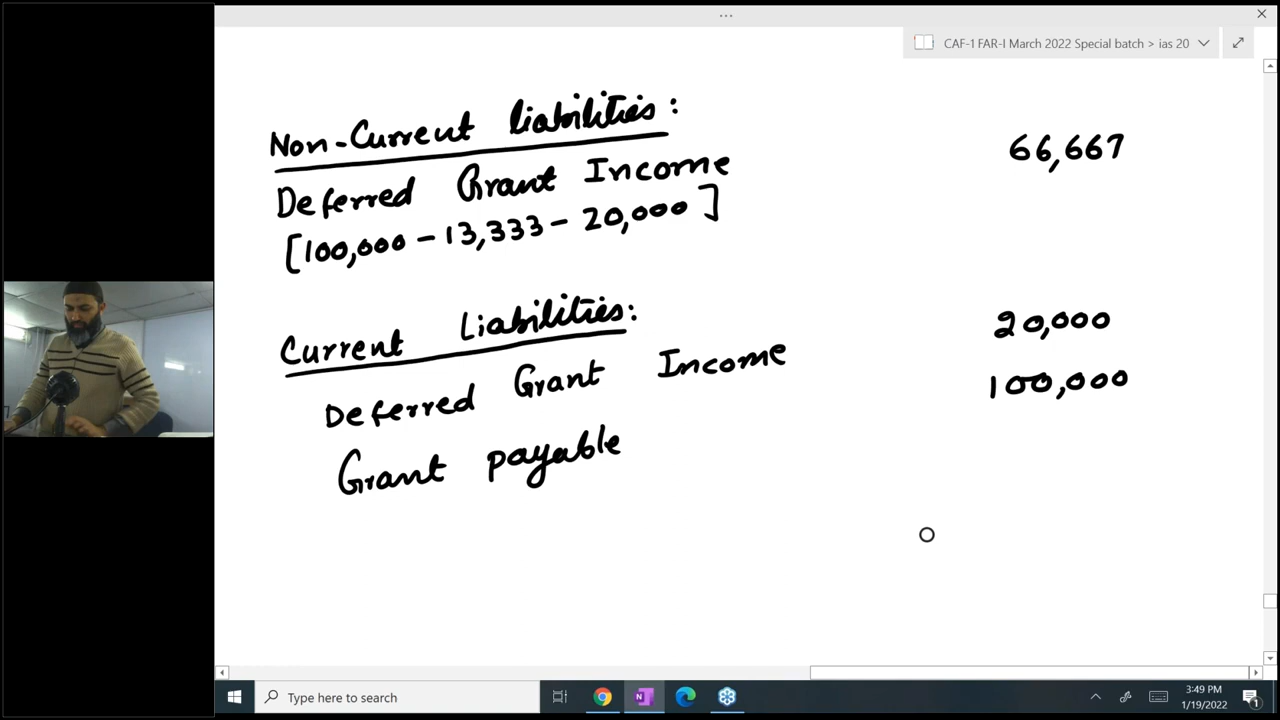 CAF-1 FAR-I March 2022 Special batch > ias 20
Non-Current liabilities:
Deferred Grant Income 66,667
[100,000 - 13,333 - 20,000]
Current Liabilities:
Deferred Grant Income 20,000
Grant payable 100,000
Type here to search
3:49 PM
1/19/2022
1